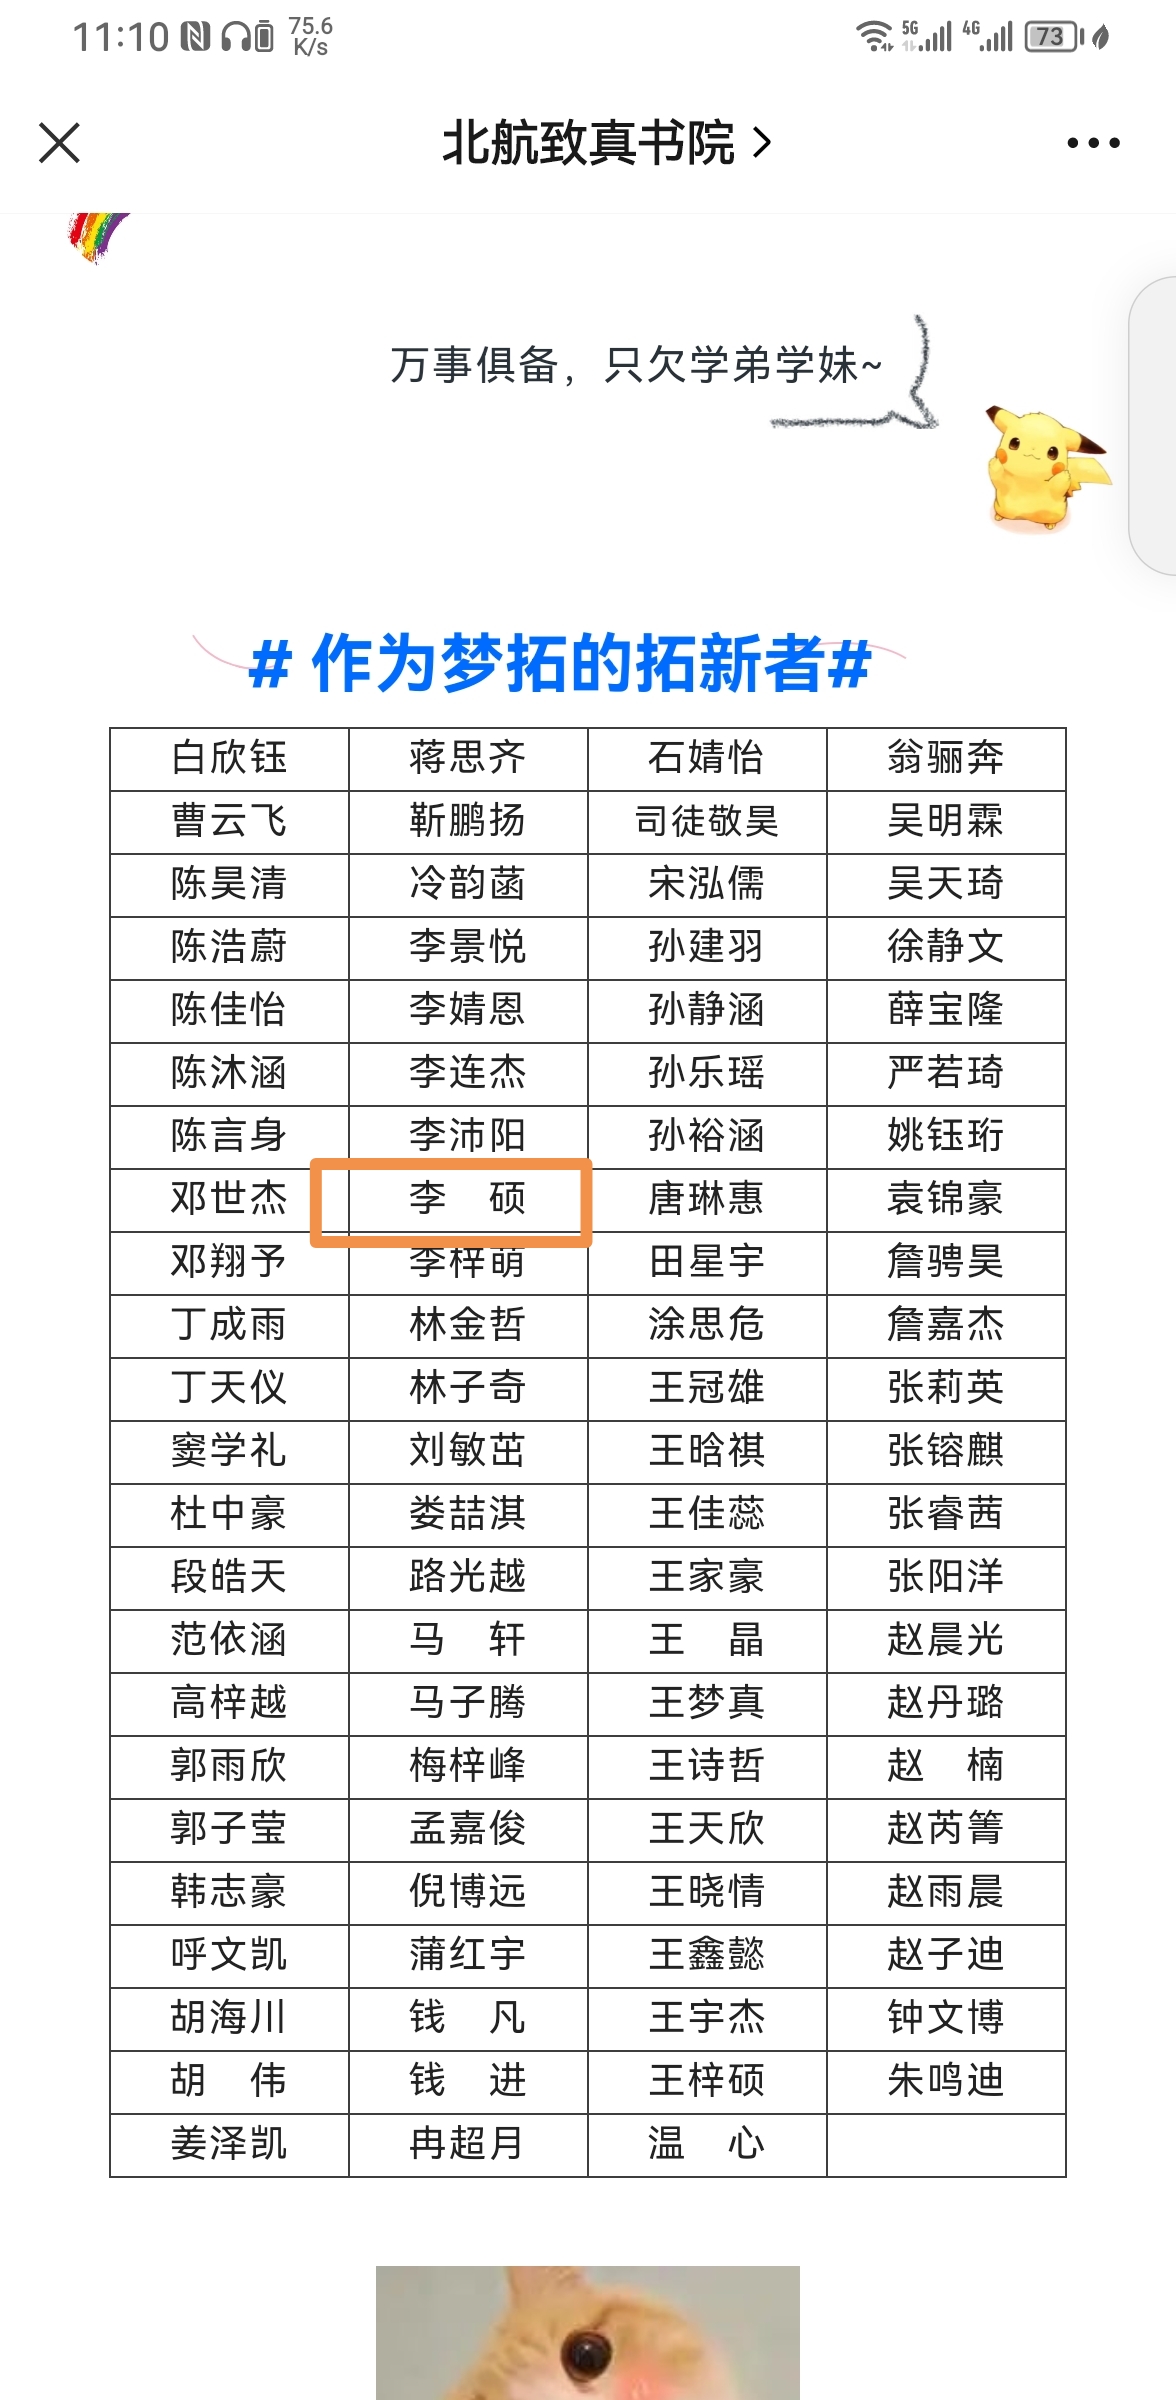 11:10 75.6 K/s 5G 4G 73
北航致真书院
万事俱备，只欠学弟学妹~
# 作为梦拓的拓新者#
白欣钰 蒋思齐 石婧怡 翁骊奔
曹云飞 靳鹏扬 司徒敬昊 吴明霖
陈昊清 冷韵菡 宋泓儒 吴天琦
陈浩蔚 李景悦 孙建羽 徐静文
陈佳怡 李婧恩 孙静涵 薛宝隆
陈沐涵 李连杰 孙乐瑶 严若琦
陈言身 李沛阳 孙裕涵 姚钰珩
邓世杰 李　硕 唐琳惠 袁锦豪
邓翔予 李梓萌 田星宇 詹骋昊
丁成雨 林金哲 涂思危 詹嘉杰
丁天仪 林子奇 王冠雄 张莉英
窦学礼 刘敏茁 王晗祺 张镕麒
杜中豪 娄喆淇 王佳蕊 张睿茜
段皓天 路光越 王家豪 张阳洋
范依涵 马　轩 王　晶 赵晨光
高梓越 马子腾 王梦真 赵丹璐
郭雨欣 梅梓峰 王诗哲 赵　楠
郭子莹 孟嘉俊 王天欣 赵芮箐
韩志豪 倪博远 王晓情 赵雨晨
呼文凯 蒲红宇 王鑫懿 赵子迪
胡海川 钱　凡 王宇杰 钟文博
胡　伟 钱　进 王梓硕 朱鸣迪
姜泽凯 冉超月 温　心